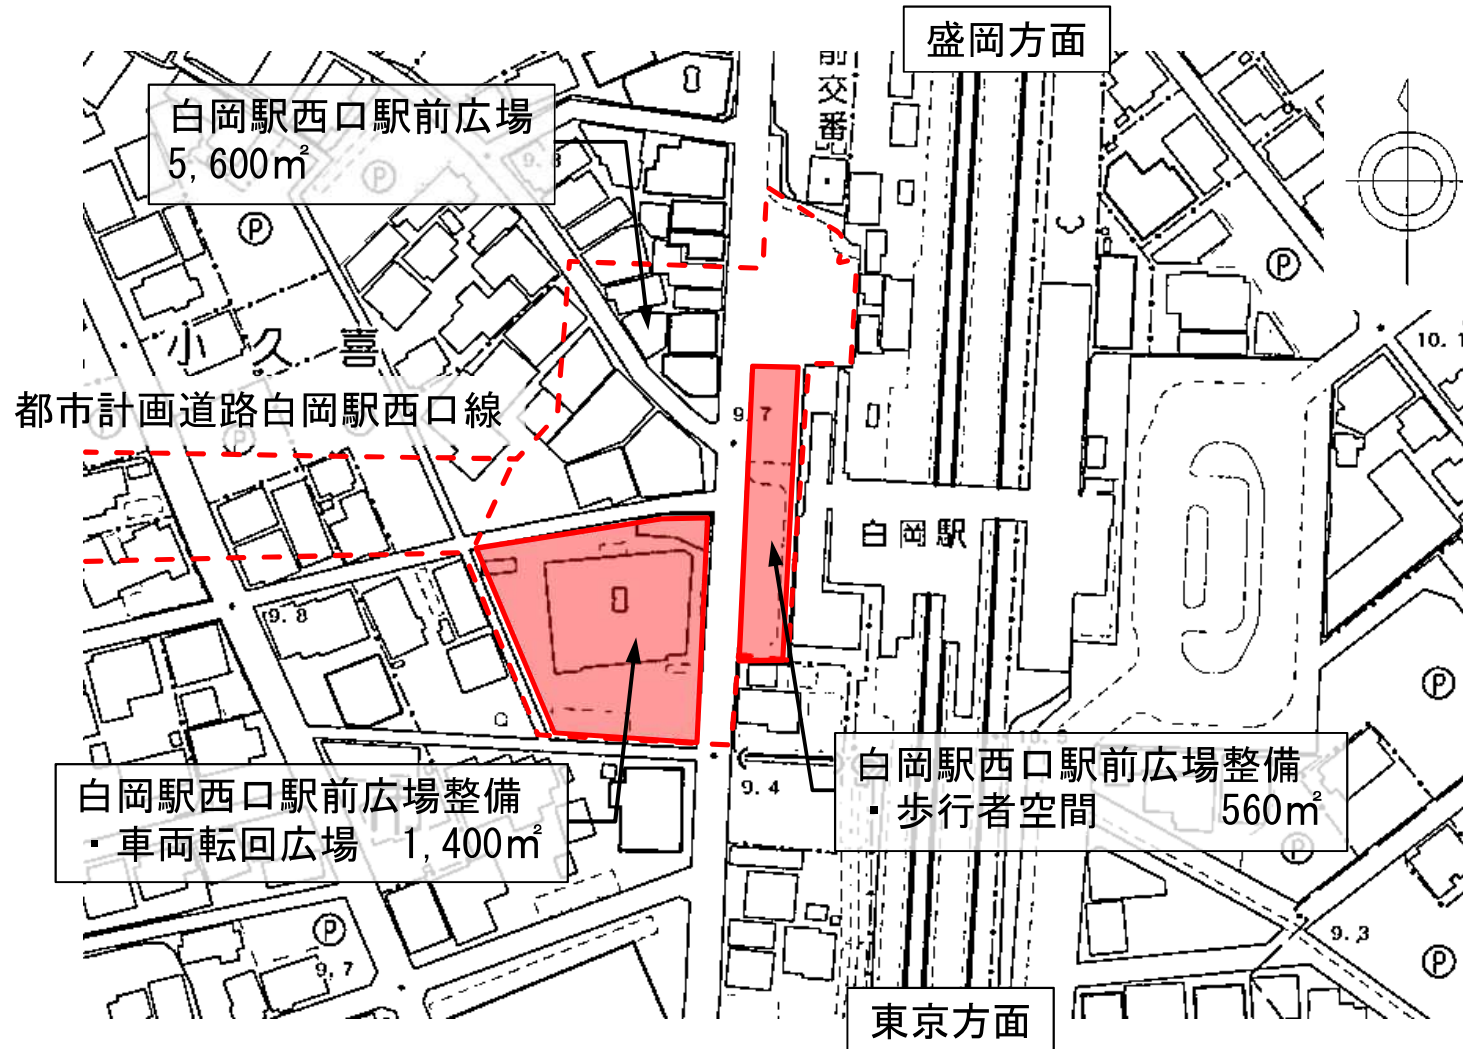 盛岡方面
前交番
白岡駅西口駅前広場
5,600㎡
9.8
Ⓟ
Ⓟ
Ⓟ
小久喜
10.1
都市計画道路白岡駅西口線
9.7
Ⓟ
白岡駅
9.8
Ⓟ
白岡駅西口駅前広場整備
・車両転回広場 1,400㎡
9.4
白岡駅西口駅前広場整備
・歩行者空間 560㎡
Ⓟ
Ⓟ
9.3
9.7
Ⓟ
東京方面